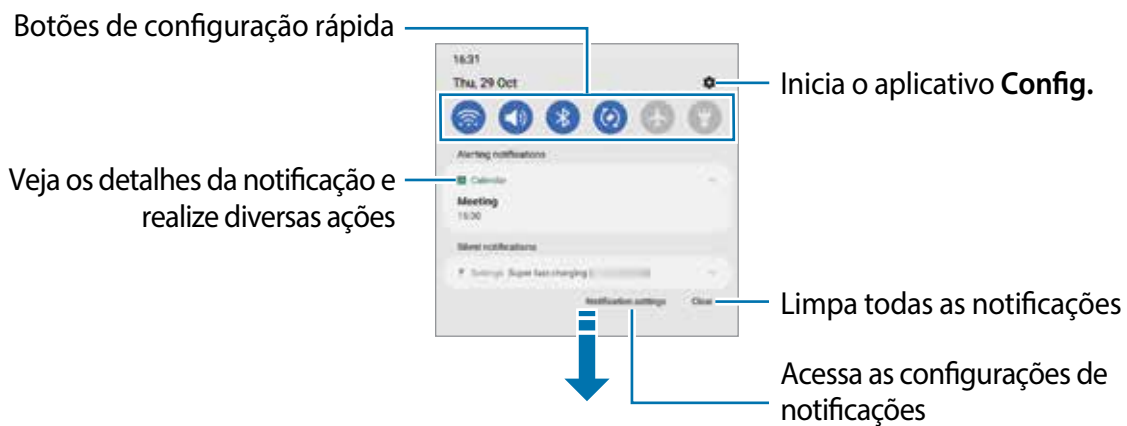 Botões de configuração rápida
16:31
Thu, 29 Oct
Inicia o aplicativo Config.
Alerting notifications
Calendar
Veja os detalhes da notificação e
realize diversas ações
Meeting
Silent notifications
Settings Super fast charging
Notification settings Clear
Limpa todas as notificações
Acessa as configurações de
notificações